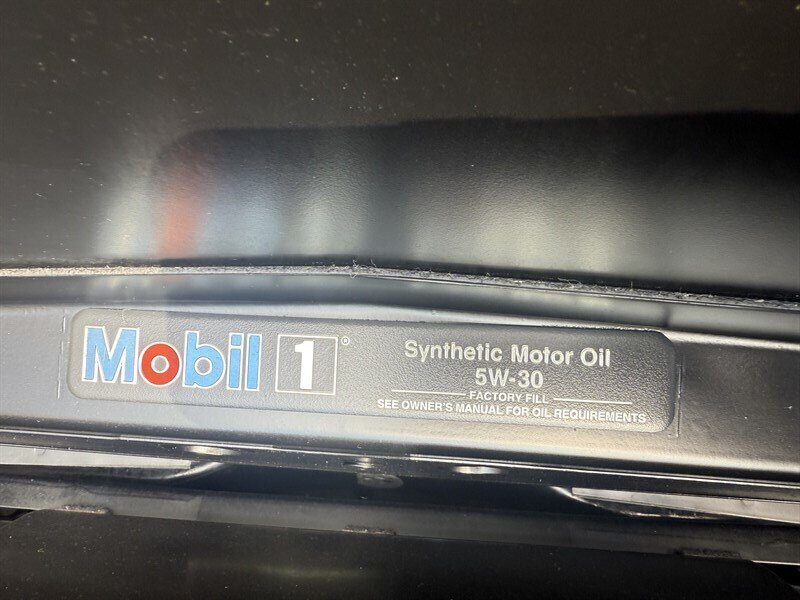 Mobil 1®
Synthetic Motor Oil
5W-30
FACTORY FILL
SEE OWNER'S MANUAL FOR OIL REQUIREMENTS